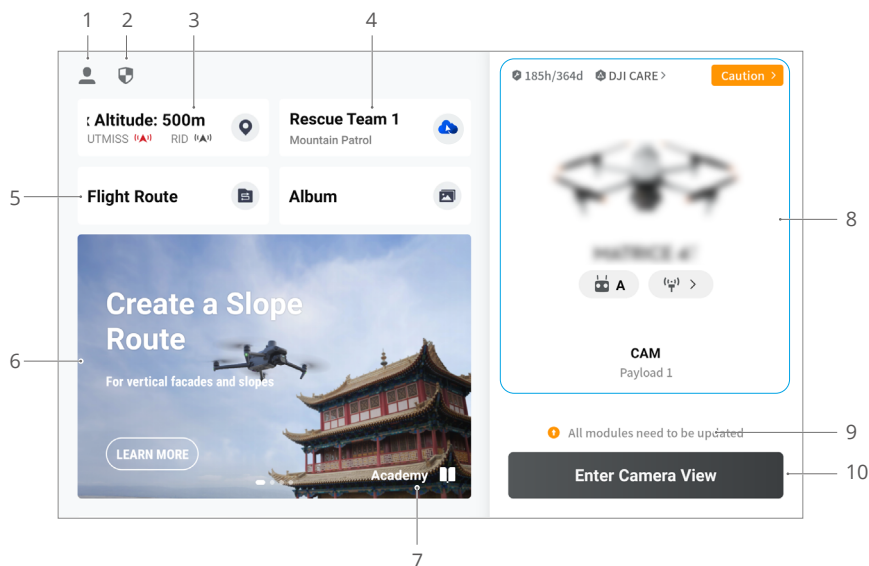 1 2 3 4
: Altitude: 500m
UTMISS RID
Rescue Team 1
Mountain Patrol
185h/364d DJI CARE >
Caution >
5
Flight Route
Album
8
A
6
Create a Slope
Route
For vertical facades and slopes
LEARN MORE
Academy
CAM
Payload 1
All modules need to be updated
9
Enter Camera View
10
7